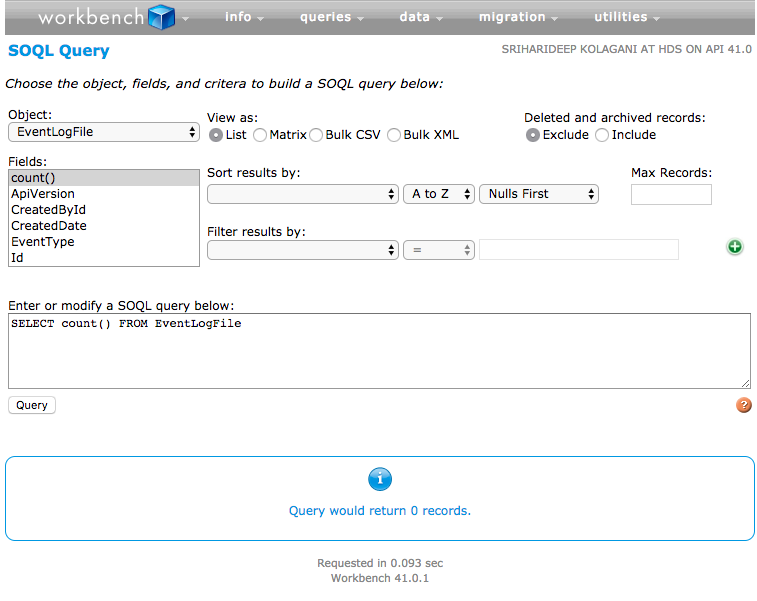 workbench info queries data migration utilities
SOQL Query SRIHARIDEEP KOLAGANI AT HDS ON API 41.0
Choose the object, fields, and critera to build a SOQL query below:
Object: View as: Deleted and archived records:
EventLogFile List Matrix Bulk CSV Bulk XML Exclude Include
Fields: Sort results by: Max Records:
count()
ApiVersion A to Z Nulls First
CreatedById
CreatedDate Filter results by:
EventType =
Id
Enter or modify a SOQL query below:
SELECT count() FROM EventLogFile
Query ?
i
Query would return 0 records.
Requested in 0.093 sec
Workbench 41.0.1